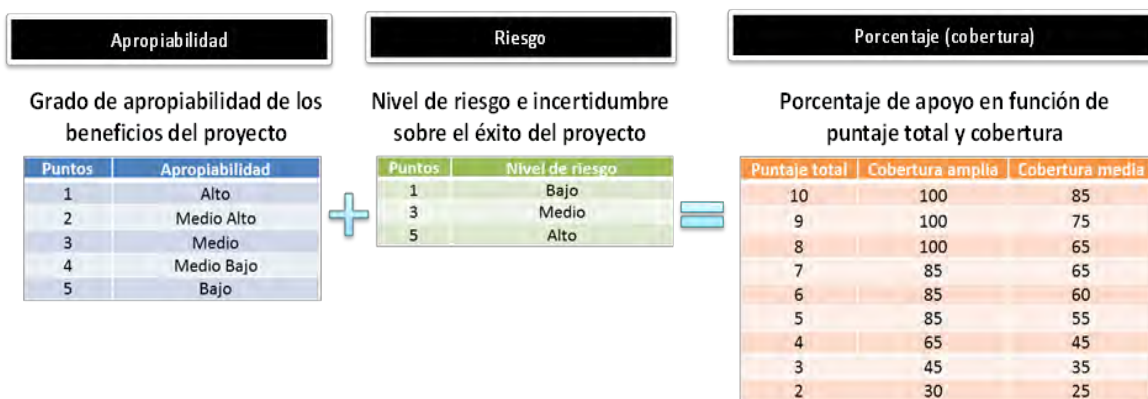 Apropiabilidad
Riesgo
Porcentaje (cobertura)
Grado de apropiabilidad de los
beneficios del proyecto
Nivel de riesgo e incertidumbre
sobre el éxito del proyecto
Porcentaje de apoyo en función de
puntaje total y cobertura
Puntos Apropiabilidad
1 Alto
2 Medio Alto
3 Medio
4 Medio Bajo
5 Bajo
Puntos Nivel de riesgo
1 Bajo
3 Medio
5 Alto
Puntaje total Cobertura amplia Cobertura media
10 100 85
9 100 75
8 100 65
7 85 65
6 85 60
5 85 55
4 65 45
3 45 35
2 30 25